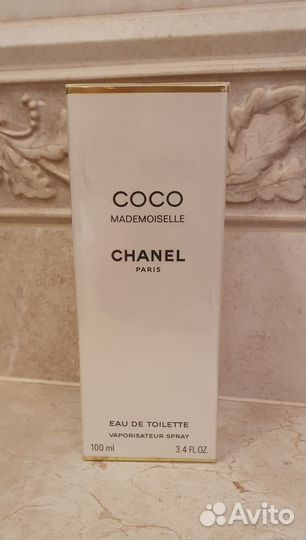 COCO
MADEMOISELLE
CHANEL
PARIS
EAU DE TOILETTE
VAPORISATEUR SPRAY
100 ml 3.4 FL.OZ.
Avito